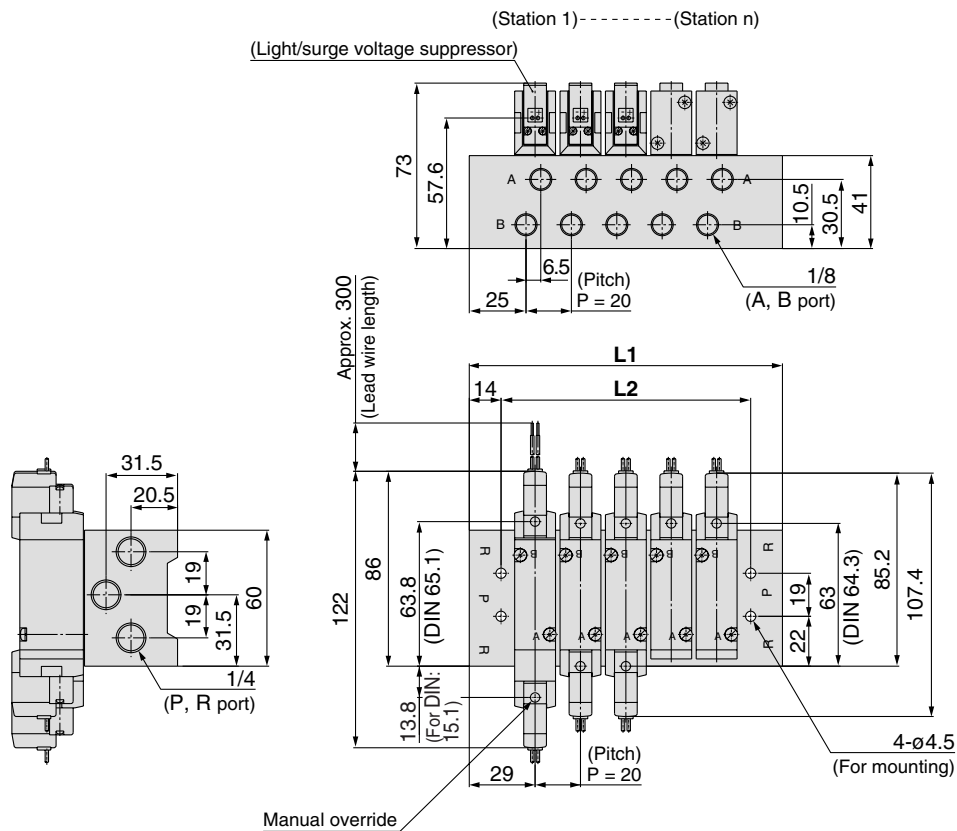 (Station 1) - - - - - - - - - (Station n)
(Light/surge voltage suppressor)
73
57.6
A
A
B
B
10.5
30.5
41
6.5
25
(Pitch)
P = 20
1/8
(A, B port)
Approx. 300
(Lead wire length)
L1
14
L2
31.5
20.5
19
19
31.5
60
1/4
(P, R port)
122
86
63.8
(DIN 65.1)
13.8
(For DIN:
15.1)
R
P
R
B
B
B
B
B
A
A
A
A
A
R
P
R
19
22
63
(DIN 64.3)
85.2
107.4
29
(Pitch)
P = 20
4-ø4.5
(For mounting)
Manual override